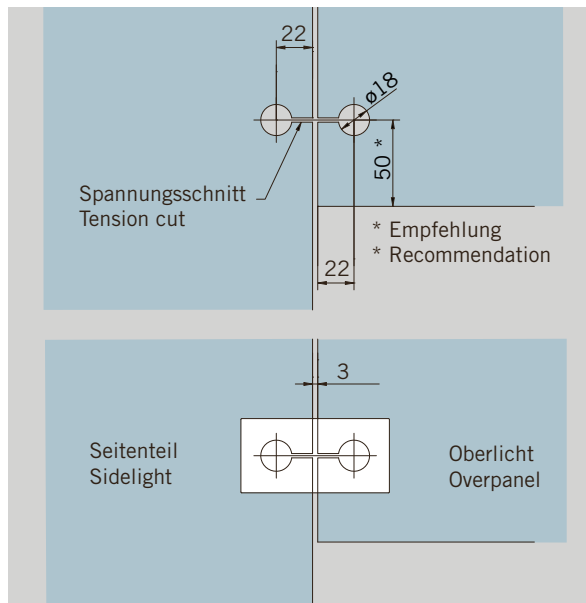 22
ø18
50 *
Spannungsschnitt
Tension cut
* Empfehlung
* Recommendation
22
3
Seitenteil
Sidelight
Oberlicht
Overpanel